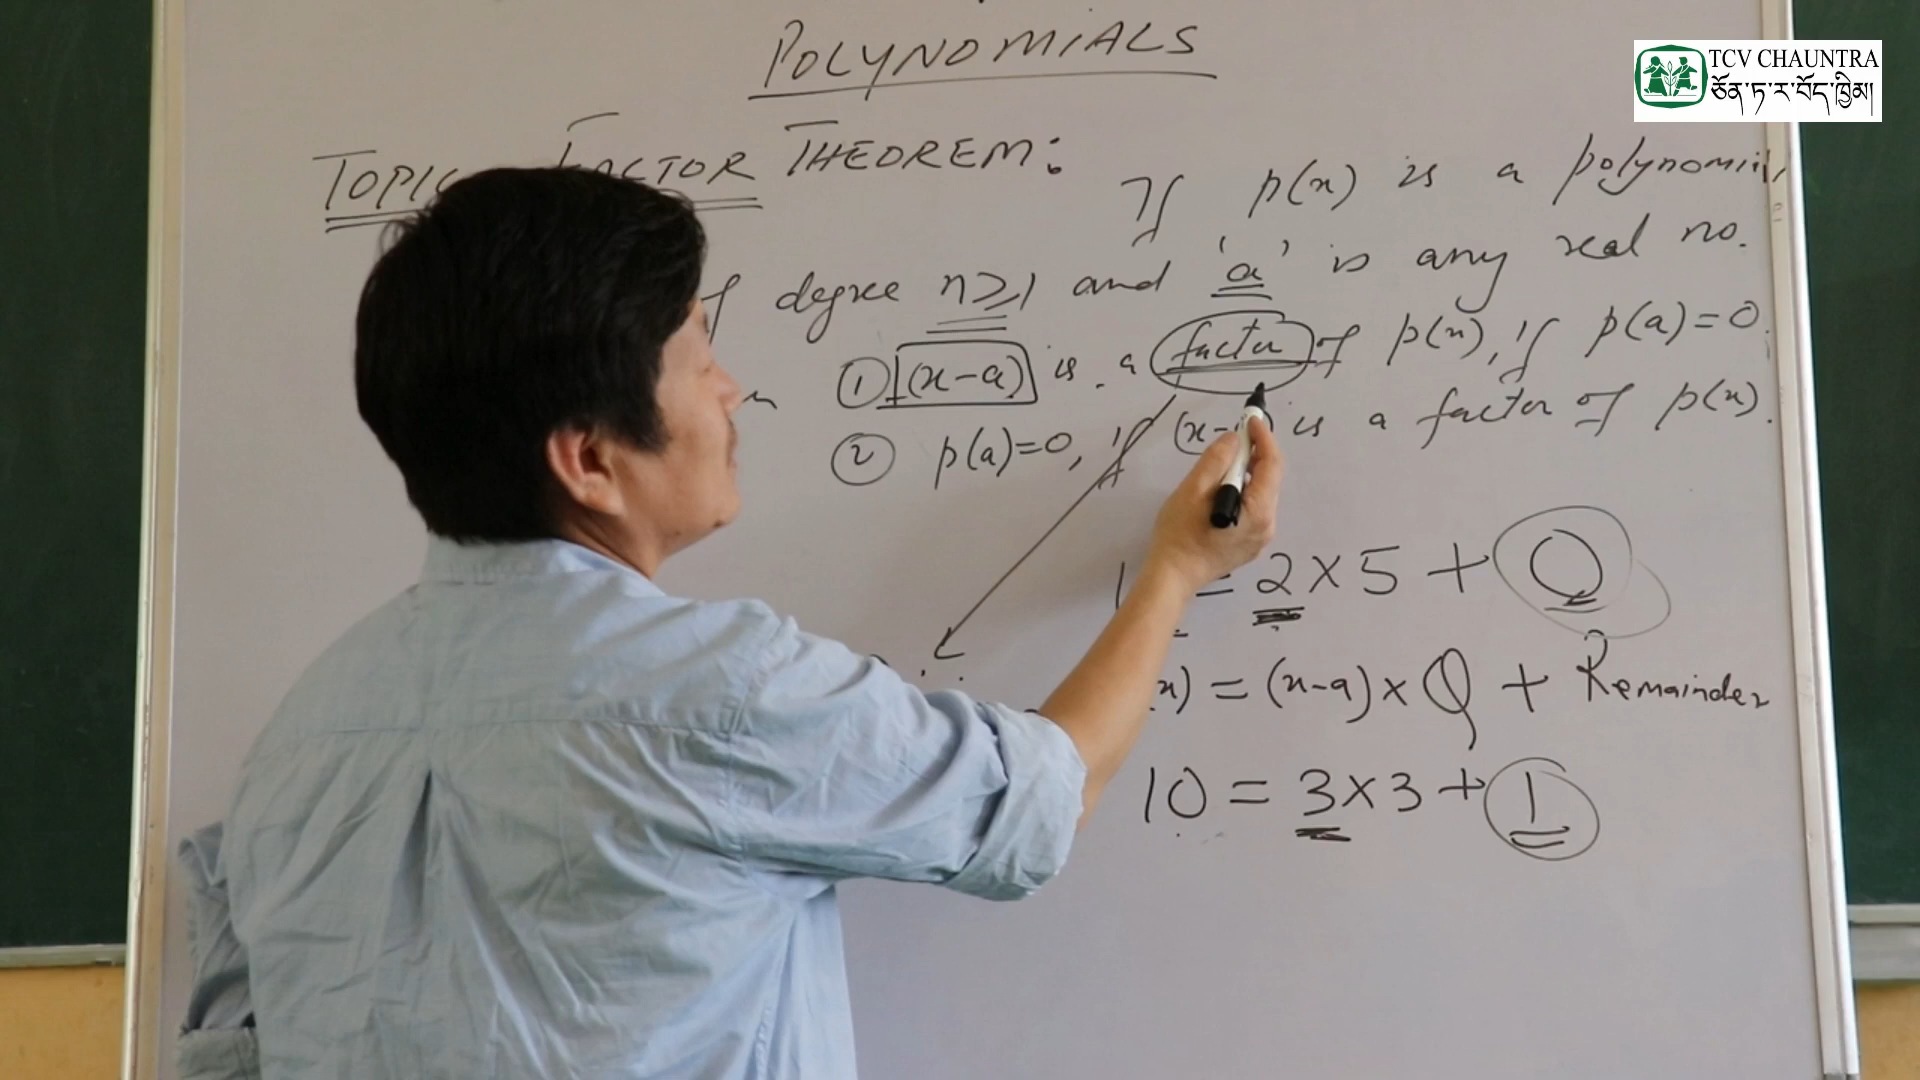 POLYNOMIALS
TCV CHAUNTRA
ཅོན་ཏ་ར་བོད་ཁྱིམ།
TOPIC FACTOR THEOREM:
If p(x) is a polynomial
of degree n≥1 and 'a' is any real no.
① (x-a) is a factor of p(x), if p(a)=0.
② p(a)=0, if (x-a) is a factor of p(x).
= 2×5 + 0
(x) = (x-a)× Q + Remainder
10 = 3×3 + 1